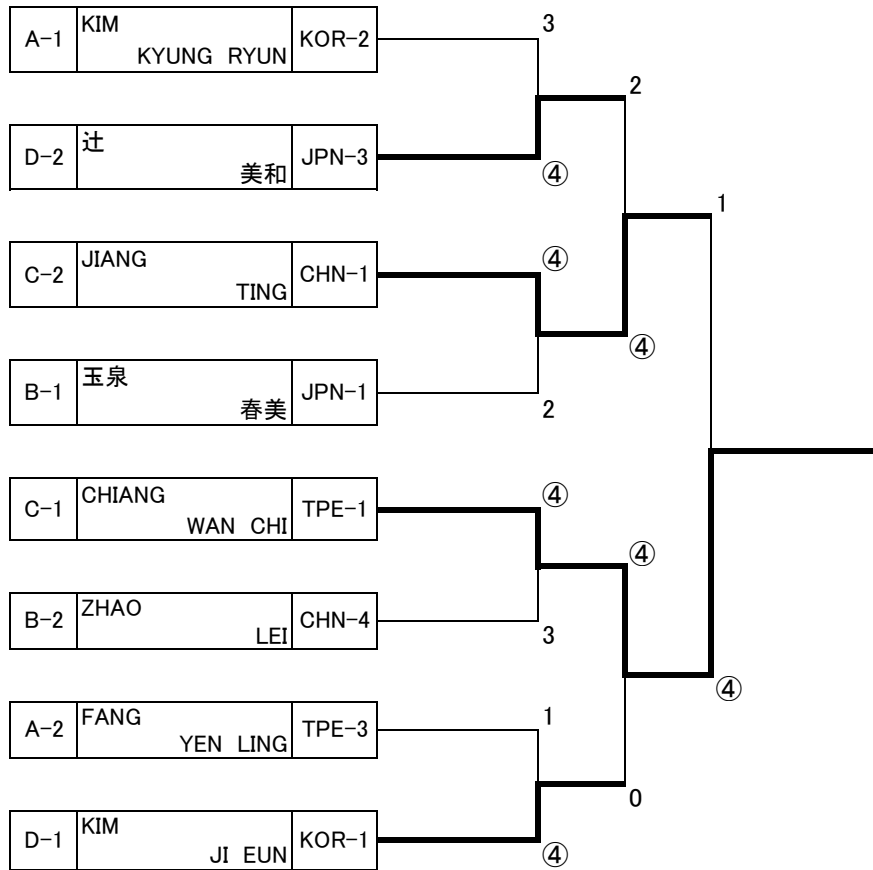 3
A-1 KIM KYUNG RYUN KOR-2
2
D-2 辻 美和 JPN-3
④
1
C-2 JIANG TING CHN-1
④
④
B-1 玉泉 春美 JPN-1
2
C-1 CHIANG WAN CHI TPE-1
④
④
B-2 ZHAO LEI CHN-4
3
④
A-2 FANG YEN LING TPE-3
1
0
D-1 KIM JI EUN KOR-1
④